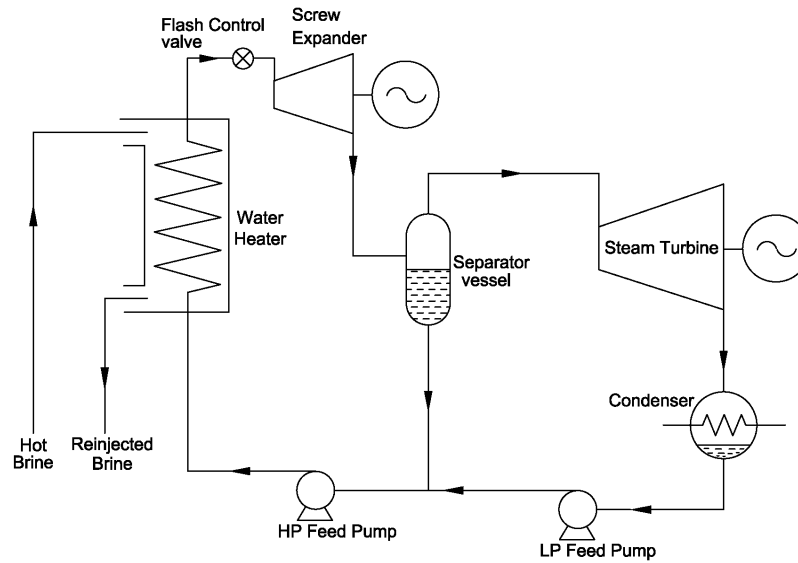 Flash Control
valve
Screw
Expander
Water
Heater
Separator
vessel
Steam Turbine
Condenser
Hot
Brine
Reinjected
Brine
HP Feed Pump
LP Feed Pump